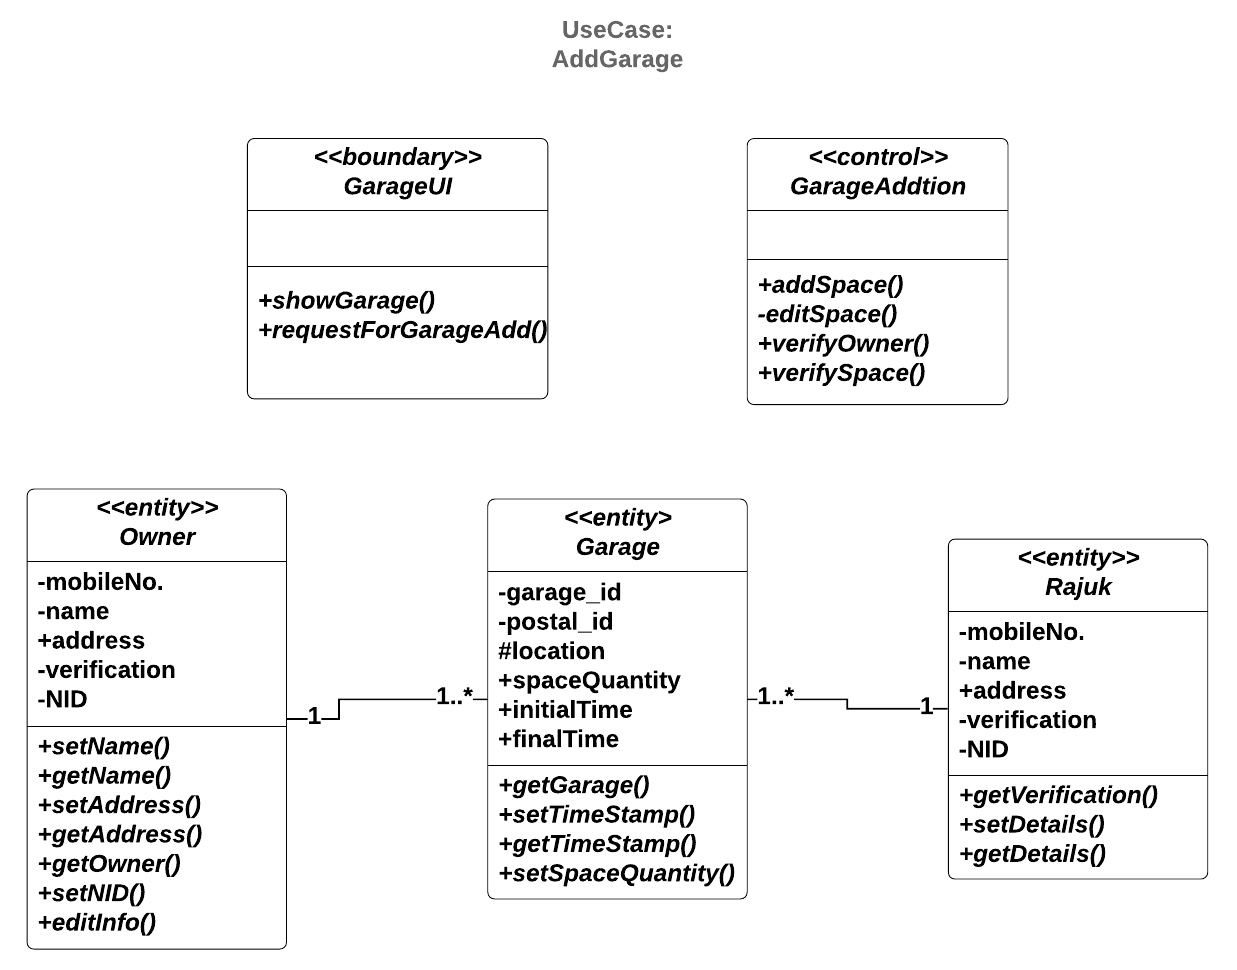 UseCase:
AddGarage
<<boundary>>
GarageUI
+showGarage()
+requestForGarageAdd()
<<control>>
GarageAddtion
+addSpace()
-editSpace()
+verifyOwner()
+verifySpace()
<<entity>>
Owner
-mobileNo.
-name
+address
-verification
-NID
+setName()
+getName()
+setAddress()
+getAddress()
+getOwner()
+setNID()
+editInfo()
1
1..*
<<entity>
Garage
-garage_id
-postal_id
#location
+spaceQuantity
+initialTime
+finalTime
+getGarage()
+setTimeStamp()
+getTimeStamp()
+setSpaceQuantity()
1..*
1
<<entity>>
Rajuk
-mobileNo.
-name
+address
-verification
-NID
+getVerification()
+setDetails()
+getDetails()